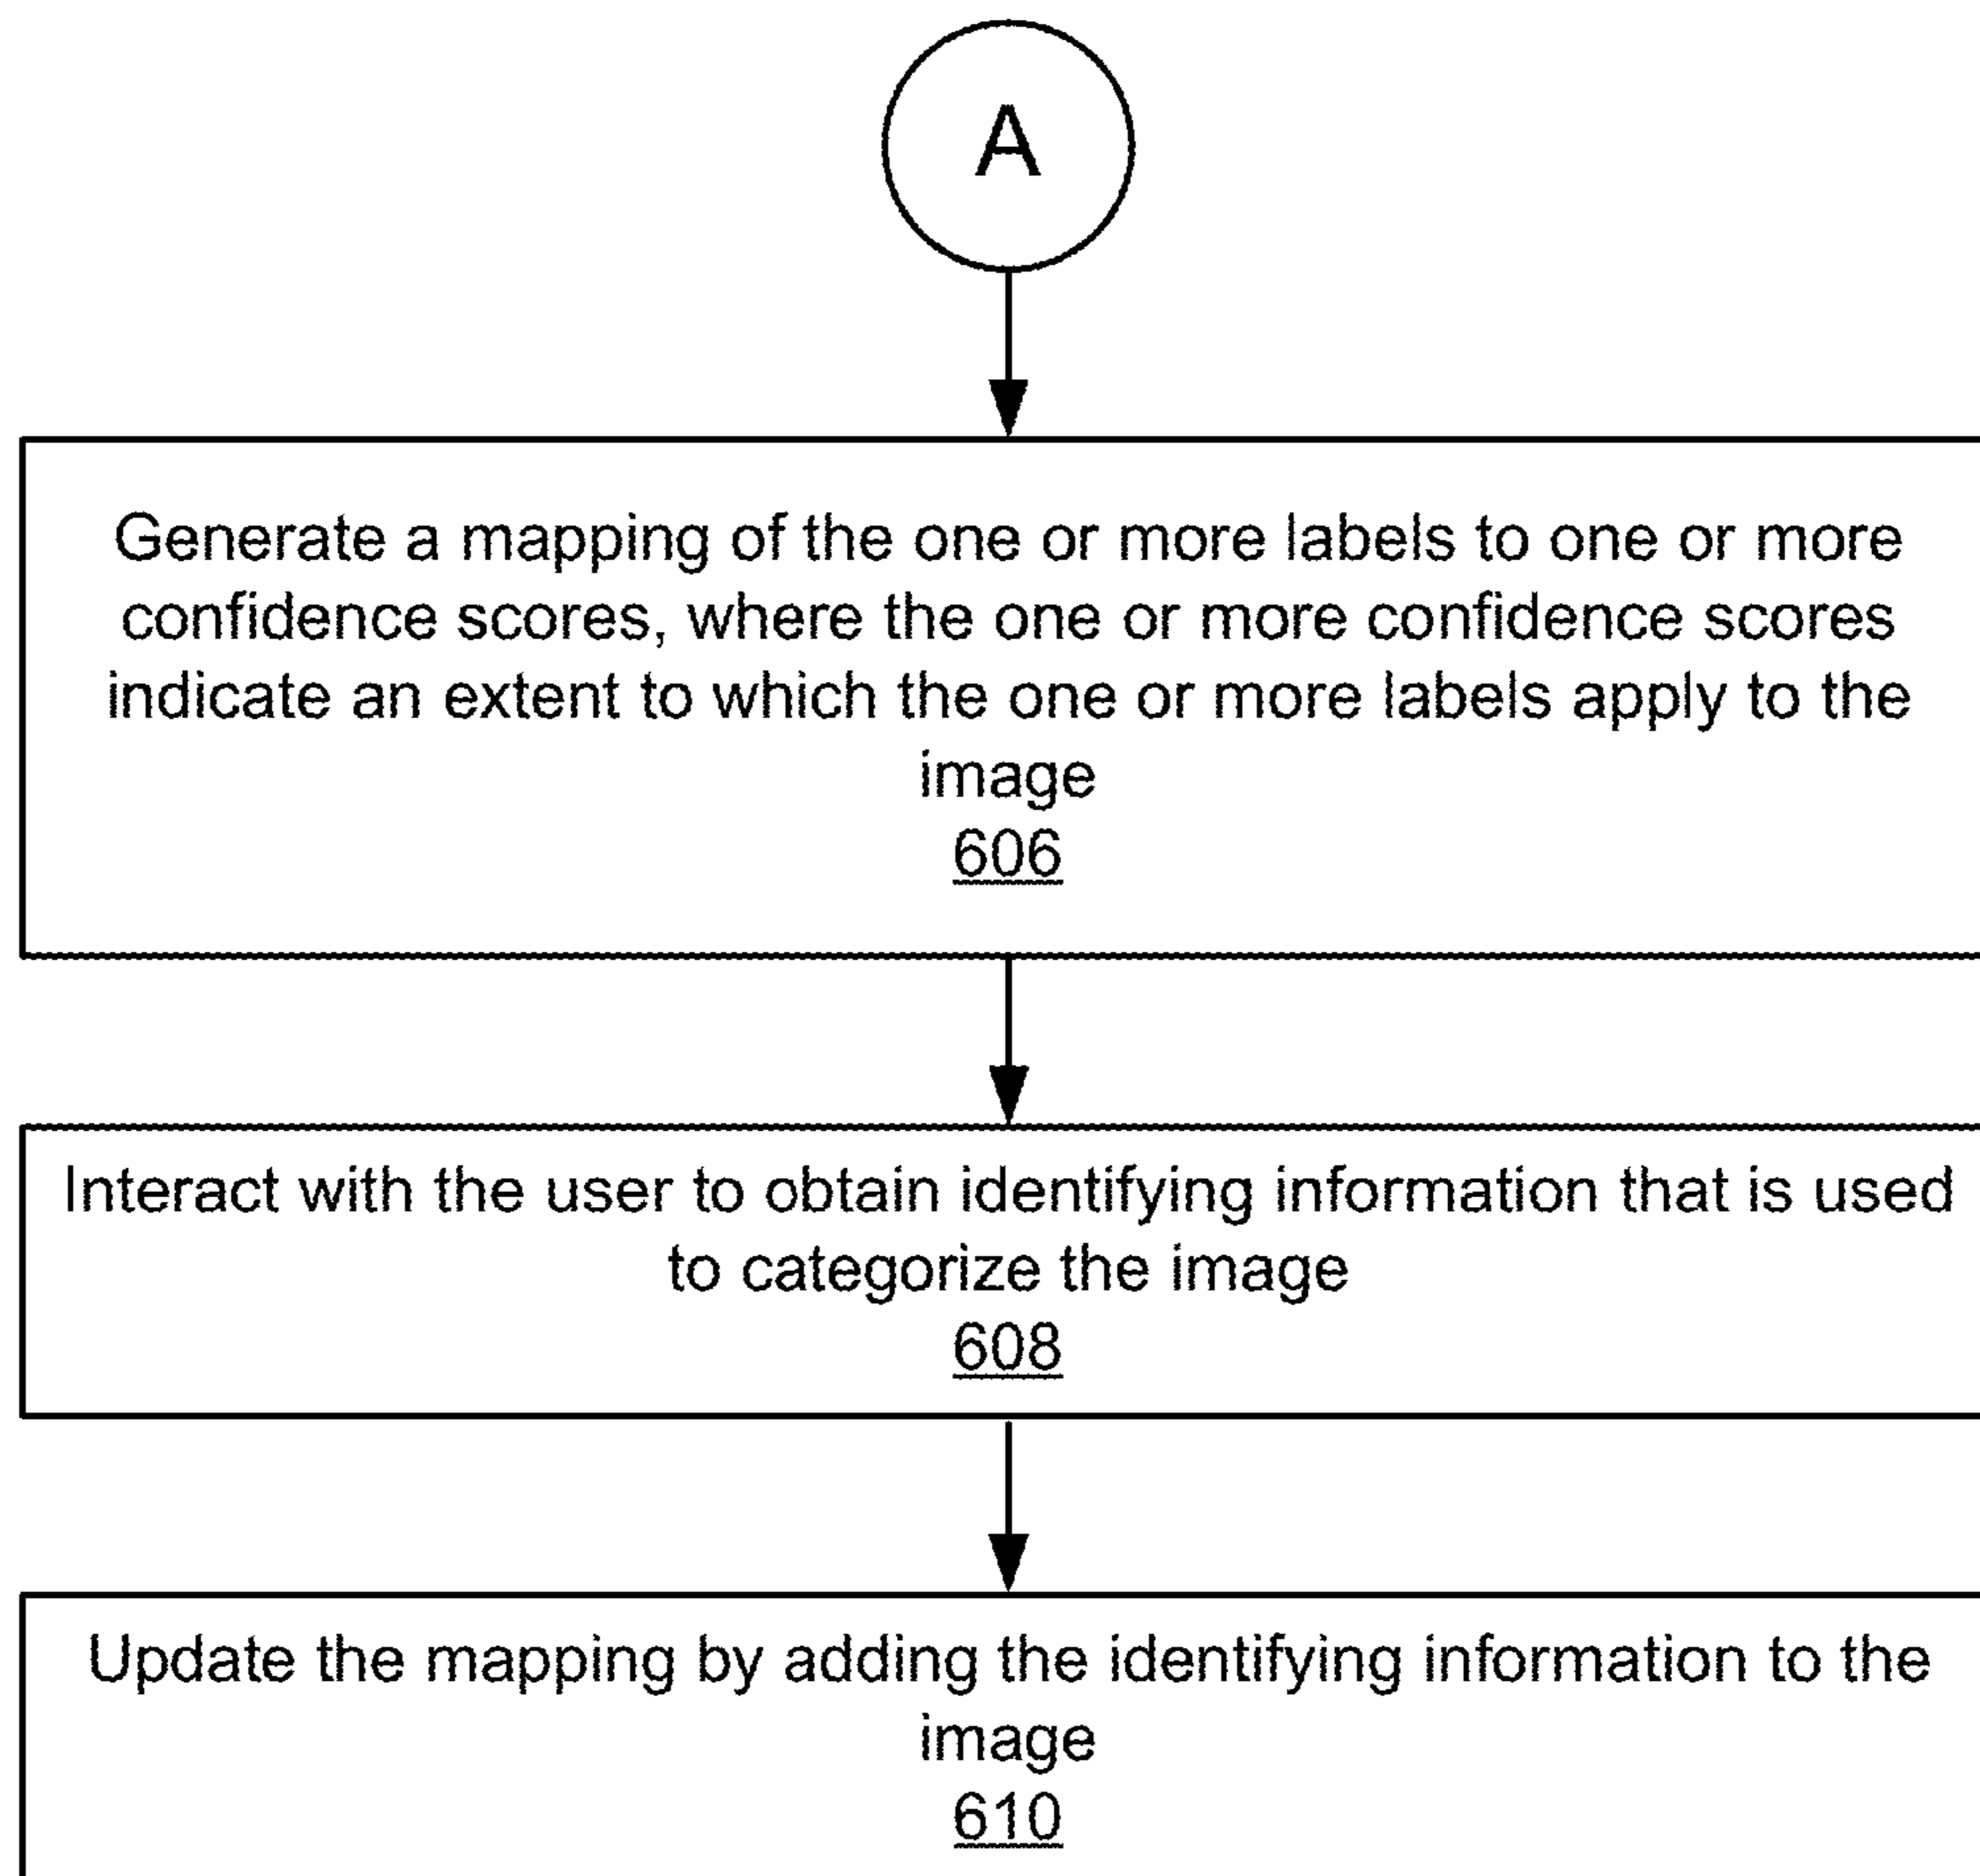 A
Generate a mapping of the one or more labels to one or more
confidence scores, where the one or more confidence scores
indicate an extent to which the one or more labels apply to the
image
606
Interact with the user to obtain identifying information that is used
to categorize the image
608
Update the mapping by adding the identifying information to the
image
610